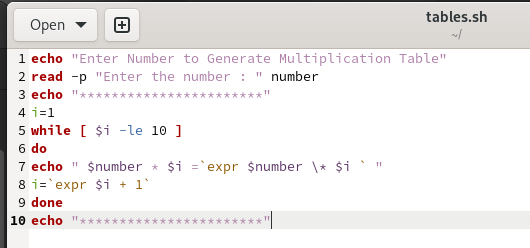 Open
tables.sh
~/
1 echo "Enter Number to Generate Multiplication Table"
2 read -p "Enter the number : " number
3 echo "***********************"
4 i=1
5 while [ $i -le 10 ]
6 do
7 echo " $number * $i =`expr $number \* $i ` "
8 i=`expr $i + 1`
9 done
10 echo "***********************"